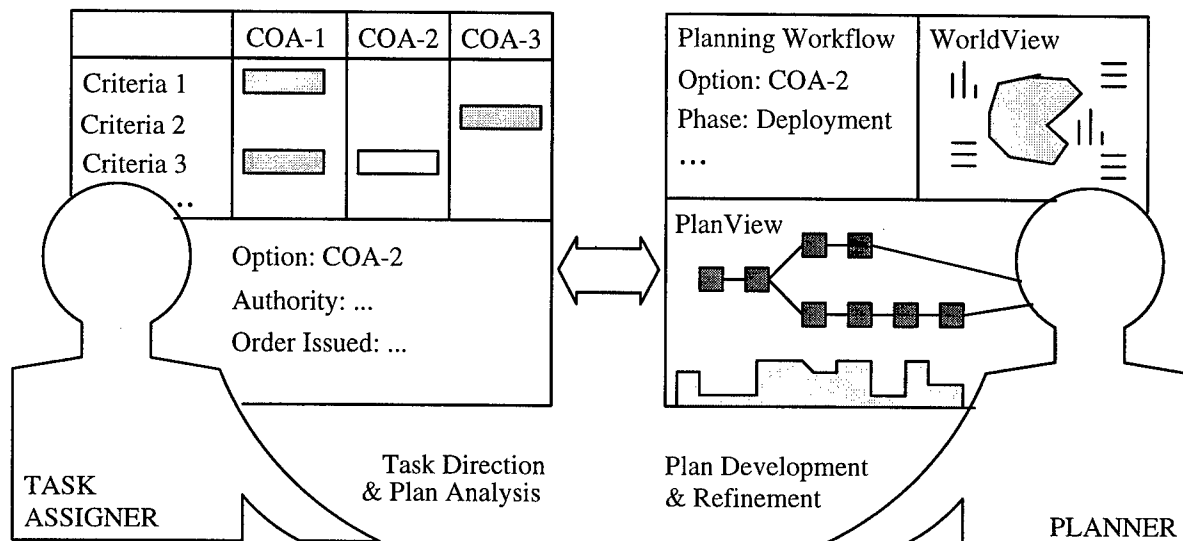 COA-1 COA-2 COA-3
Criteria 1
Criteria 2
Criteria 3
..
Option: COA-2
Authority: ...
Order Issued: ...
Planning Workflow
Option: COA-2
Phase: Deployment
...
WorldView
PlanView
Task Direction
& Plan Analysis
Plan Development
& Refinement
TASK
ASSIGNER
PLANNER